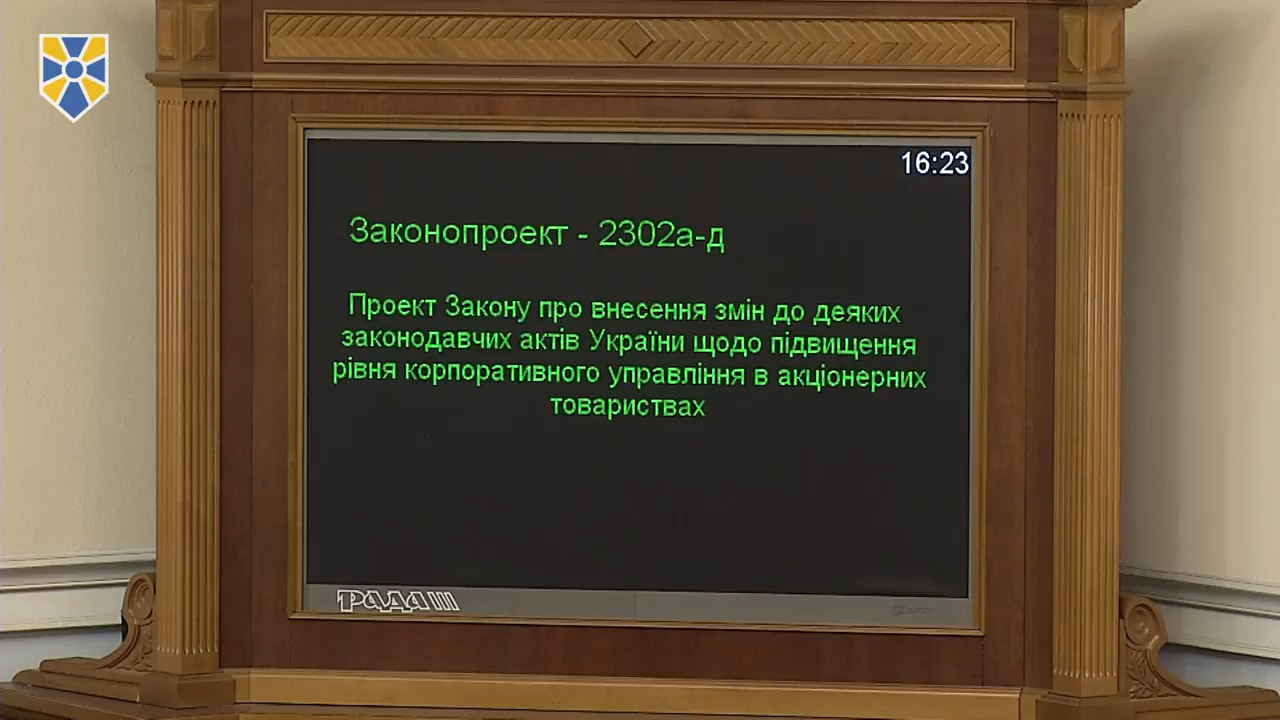 16:23
Законопроект - 2302а-д
Проект Закону про внесення змін до деяких
законодавчих актів України щодо підвищення
рівня корпоративного управління в акціонерних
товариствах
РАДА III